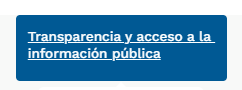 Transparencia y acceso a la
información pública